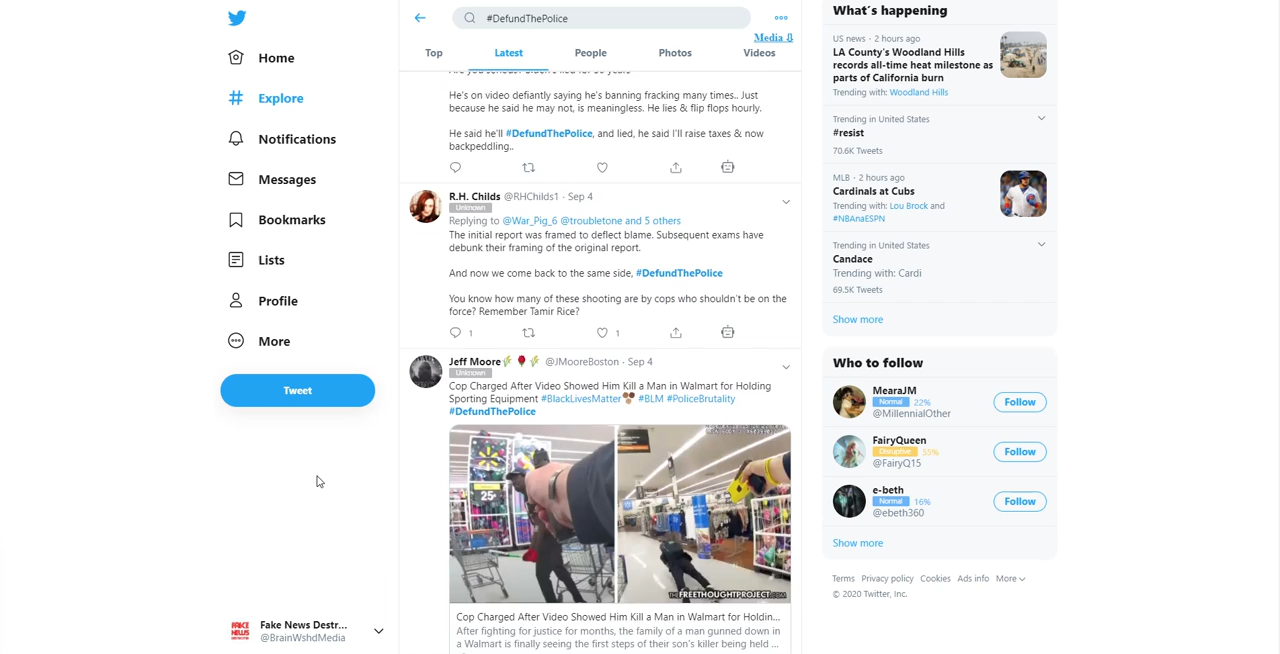 #DefundThePolice
Media ⇩
Top
Latest
People
Photos
Videos
Home
Explore
Notifications
Messages
Bookmarks
Lists
Profile
More
Tweet
Fake News Destr...
@BrainWshdMedia
He's on video defiantly saying he's banning fracking many times.. Just
because he said he may not, is meaningless. He lies & flip flops hourly.
He said he'll #DefundThePolice, and lied, he said I'll raise taxes & now
backpeddling..
R.H. Childs @RHChilds1 · Sep 4
Unknown
Replying to @War_Pig_6 @troubletone and 5 others
The initial report was framed to deflect blame. Subsequent exams have
debunk their framing of the original report.
And now we come back to the same side, #DefundThePolice
You know how many of these shooting are by cops who shouldn't be on the
force? Remember Tamir Rice?
1
1
Jeff Moore @JMooreBoston · Sep 4
Unknown
Cop Charged After Video Showed Him Kill a Man in Walmart for Holding
Sporting Equipment #BlackLivesMatter #BLM #PoliceBrutality
#DefundThePolice
25¢
THEFREETHOUGHTPROJECT.COM
Cop Charged After Video Showed Him Kill a Man in Walmart for Holdin...
After fighting for justice for months, the family of a man gunned down in
a Walmart is finally seeing the first steps of their son's killer being held ...
What's happening
US news · 2 hours ago
LA County's Woodland Hills
records all-time heat milestone as
parts of California burn
Trending with: Woodland Hills
Trending in United States
#resist
70.6K Tweets
MLB · 2 hours ago
Cardinals at Cubs
Trending with: Lou Brock and
#NBAnaESPN
Trending in United States
Candace
Trending with: Cardi
69.5K Tweets
Show more
Who to follow
MearaJM
Normal 22%
@MillennialOther
Follow
FairyQueen
Disruptive 55%
@FairyQ15
Follow
e-beth
Normal 16%
@ebeth360
Follow
Show more
Terms Privacy policy Cookies Ads info More
© 2020 Twitter, Inc.